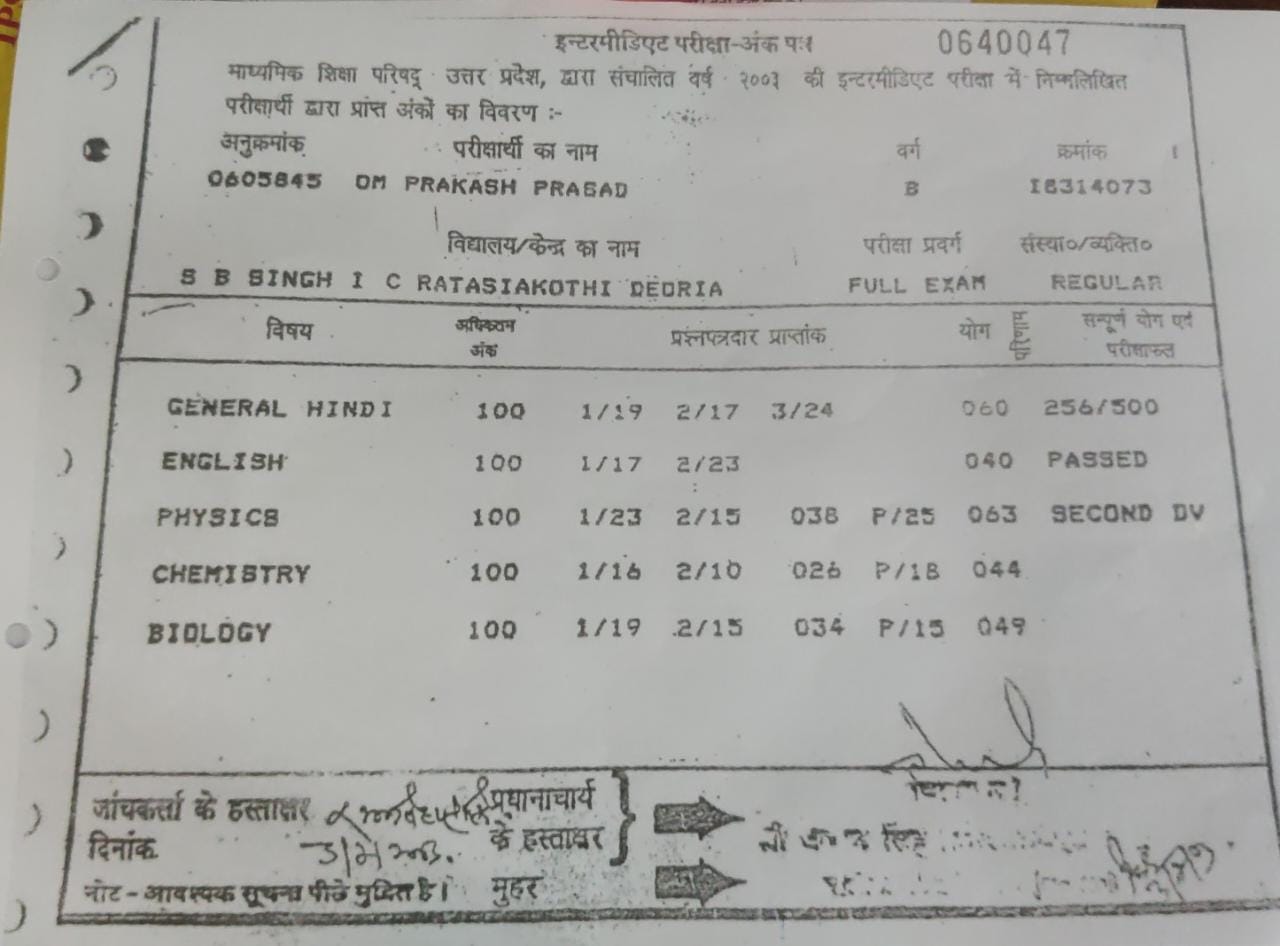 इन्टरमीडिएट परीक्षा-अंक पत्र 0640047
माध्यमिक शिक्षा परिषद् उत्तर प्रदेश, द्वारा संचालित वर्ष २००३ की इन्टरमीडिएट परीक्षा में निम्नलिखित
परीक्षार्थी द्वारा प्राप्त अंकों का विवरण :-
अनुक्रमांक परीक्षार्थी का नाम वर्ग क्रमांक
0605845 OM PRAKASH PRASAD B I6314073
विद्यालय/केन्द्र का नाम परीक्षा प्रवर्ग संस्था०/व्यक्ति०
S B SINGH I C RATASIAKOTHI DEORIA FULL EXAM REGULAR
विषय अधिकतम अंक प्रश्नपत्रवार प्राप्तांक योग परिणाम सम्पूर्ण योग एवं परीक्षाफल
GENERAL HINDI 100 1/19 2/17 3/24 060 256/500
ENGLISH 100 1/17 2/23 040 PASSED
PHYSICS 100 1/23 2/15 038 P/25 063 SECOND DV
CHEMISTRY 100 1/16 2/10 026 P/18 044
BIOLOGY 100 1/19 2/15 034 P/15 049
जांचकर्ता के हस्ताक्षर प्रधानाचार्य
दिनांक के हस्ताक्षर
नोट - आवश्यक सूचना पीछे मुद्रित है। मुहर